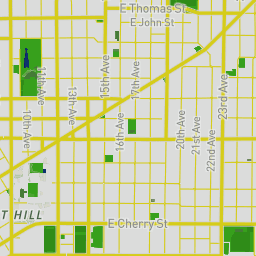 E Thomas St
E John St
15th Ave
17th Ave
11th Ave
13th Ave
23rd Ave
10th Ave
16th Ave
20th Ave
21st Ave
22nd Ave
T HILL
E Cherry St